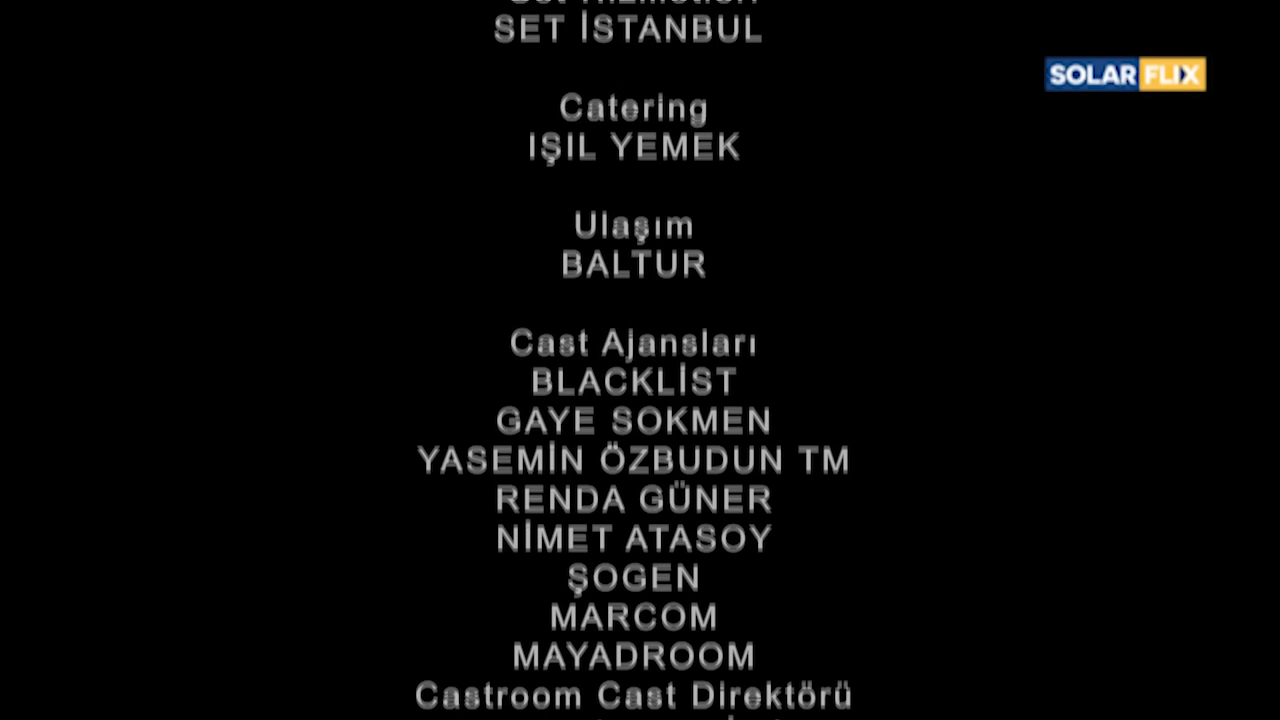 SET İSTANBUL
SOLARFLIX
Catering
IŞIL YEMEK
Ulaşım
BALTUR
Cast Ajansları
BLACKLİST
GAYE SOKMEN
YASEMİN ÖZBUDUN TM
RENDA GÜNER
NİMET ATASOY
ŞOGEN
MARCOM
MAYADROOM
Castroom Cast Direktörü